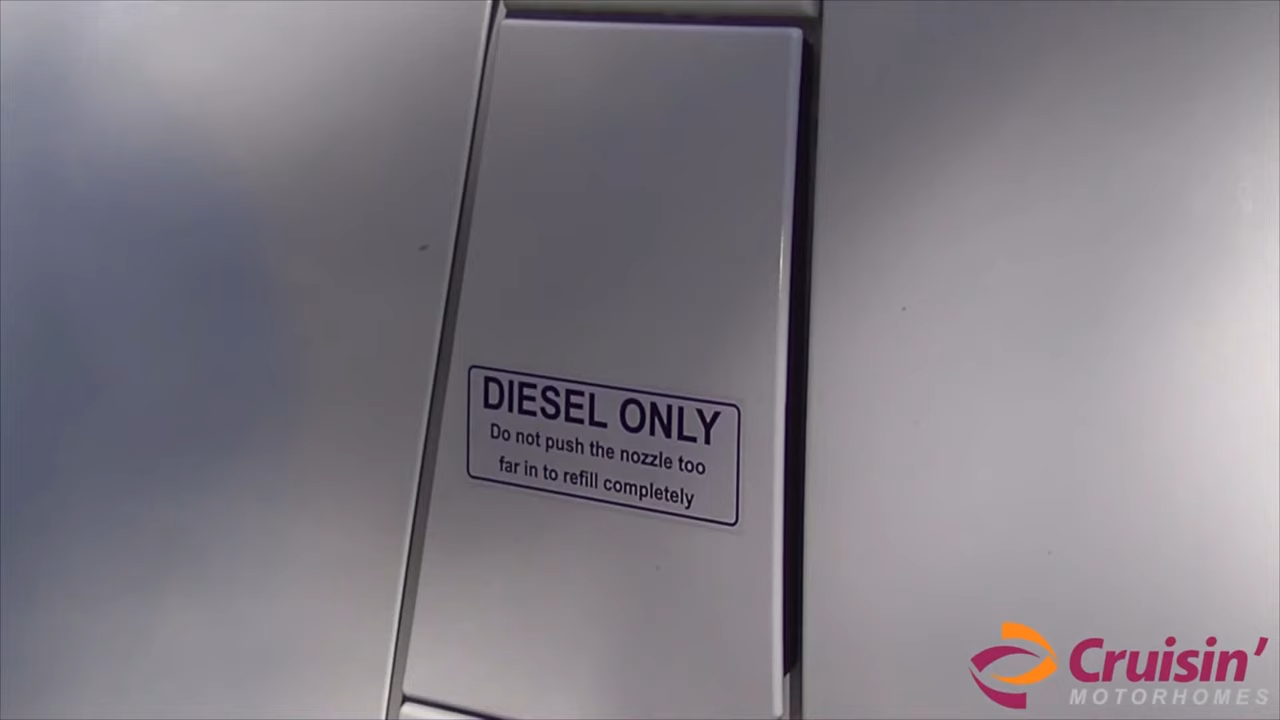 DIESEL ONLY
Do not push the nozzle too
far in to refill completely
Cruisin'
MOTORHOMES